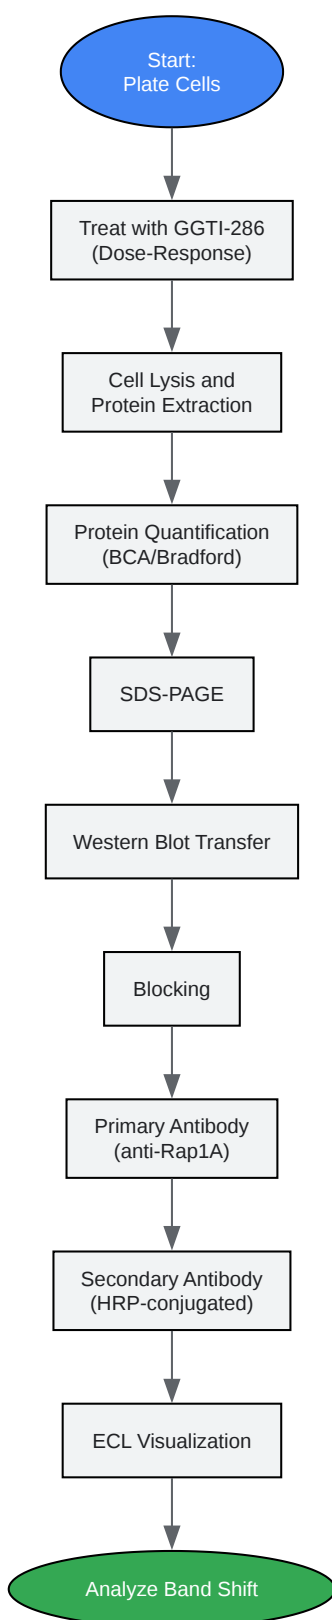 Start:
Plate Cells
Treat with GGTI-286
(Dose-Response)
Cell Lysis and
Protein Extraction
Protein Quantification
(BCA/Bradford)
SDS-PAGE
Western Blot Transfer
Blocking
Primary Antibody
(anti-Rap1A)
Secondary Antibody
(HRP-conjugated)
ECL Visualization
Analyze Band Shift